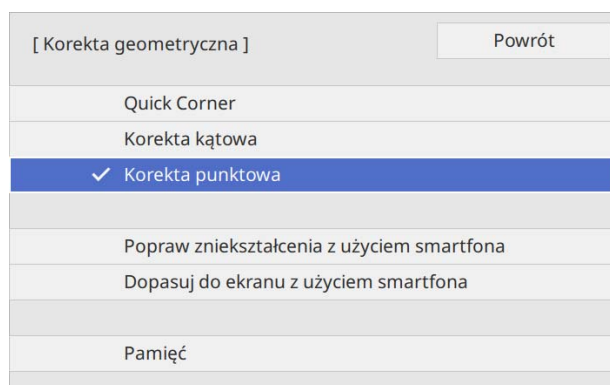 [ Korekta geometryczna ]
Powrót
Quick Corner
Korekta kątowa
Korekta punktowa
Popraw zniekształcenia z użyciem smartfona
Dopasuj do ekranu z użyciem smartfona
Pamięć